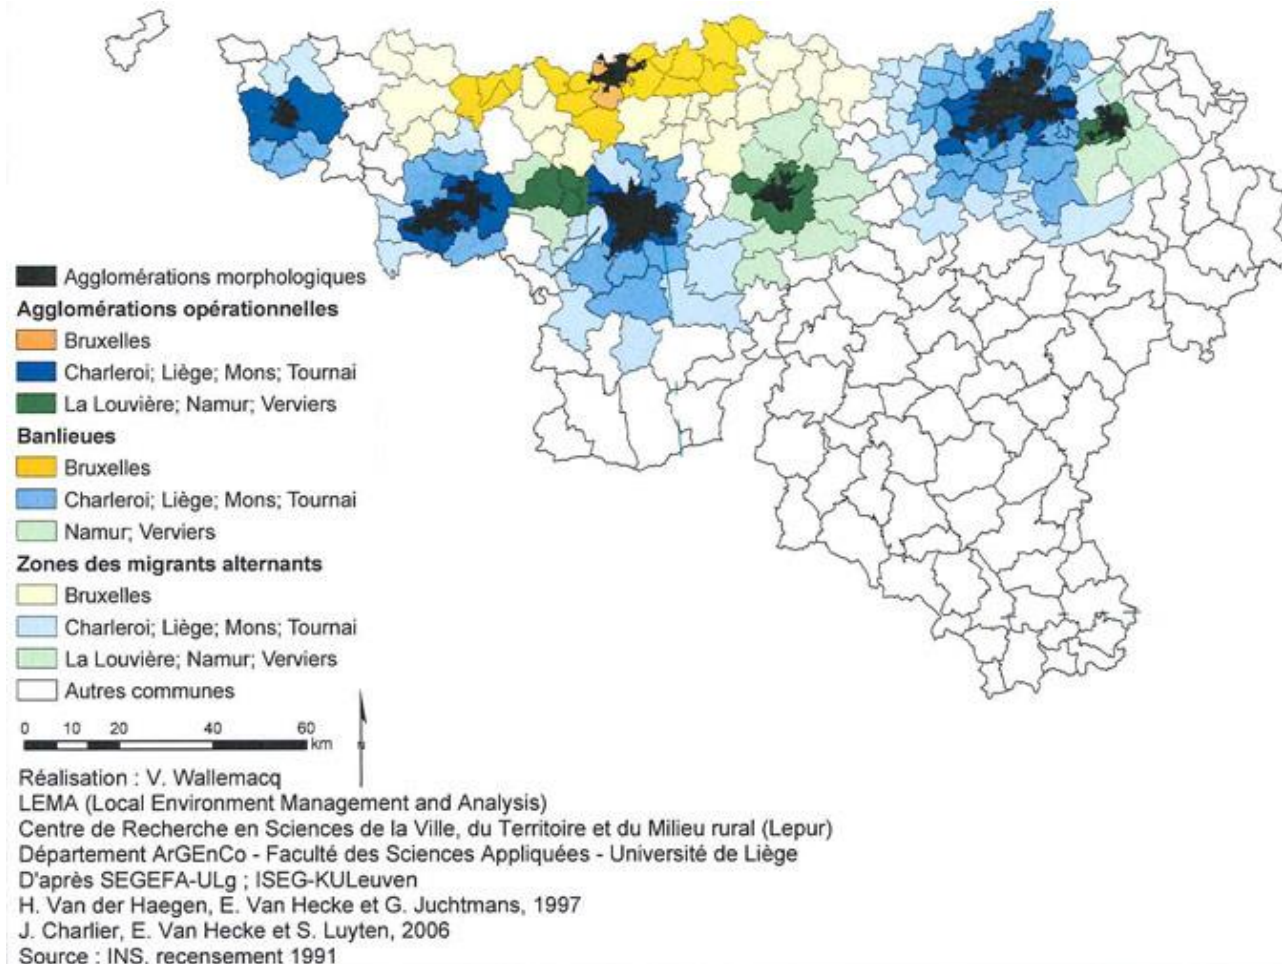 Agglomérations morphologiques
Agglomérations opérationnelles
Bruxelles
Charleroi; Liège; Mons; Tournai
La Louvière; Namur; Verviers
Banlieues
Bruxelles
Charleroi; Liège; Mons; Tournai
Namur; Verviers
Zones des migrants alternants
Bruxelles
Charleroi; Liège; Mons; Tournai
La Louvière; Namur; Verviers
Autres communes
0 10 20 40 60
km
N
Réalisation : V. Wallemacq
LEMA (Local Environment Management and Analysis)
Centre de Recherche en Sciences de la Ville, du Territoire et du Milieu rural (Lepur)
Département ArGEnCo - Faculté des Sciences Appliquées - Université de Liège
D'après SEGEFA-ULg ; ISEG-KULeuven
H. Van der Haegen, E. Van Hecke et G. Juchtmans, 1997
J. Charlier, E. Van Hecke et S. Luyten, 2006
Source : INS, recensement 1991